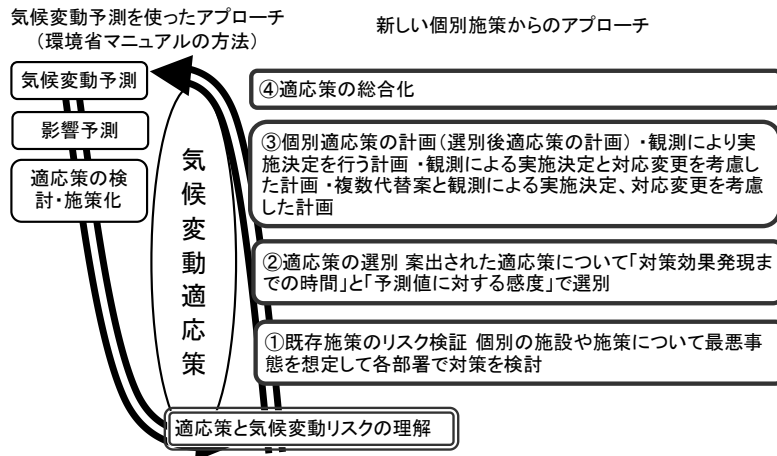 気候変動予測を使ったアプローチ
（環境省マニュアルの方法）
新しい個別施策からのアプローチ
気候変動予測
影響予測
適応策の検
討・施策化
気候変動適応策
④適応策の総合化
③個別適応策の計画（選別後適応策の計画） ・観測により実
施決定を行う計画 ・観測による実施決定と対応変更を考慮し
た計画 ・複数代替案と観測による実施決定、対応変更を考慮
した計画
②適応策の選別 案出された適応策について「対策効果発現ま
での時間」と「予測値に対する感度」で選別
①既存施策のリスク検証 個別の施設や施策について最悪事
態を想定して各部署で対策を検討
適応策と気候変動リスクの理解